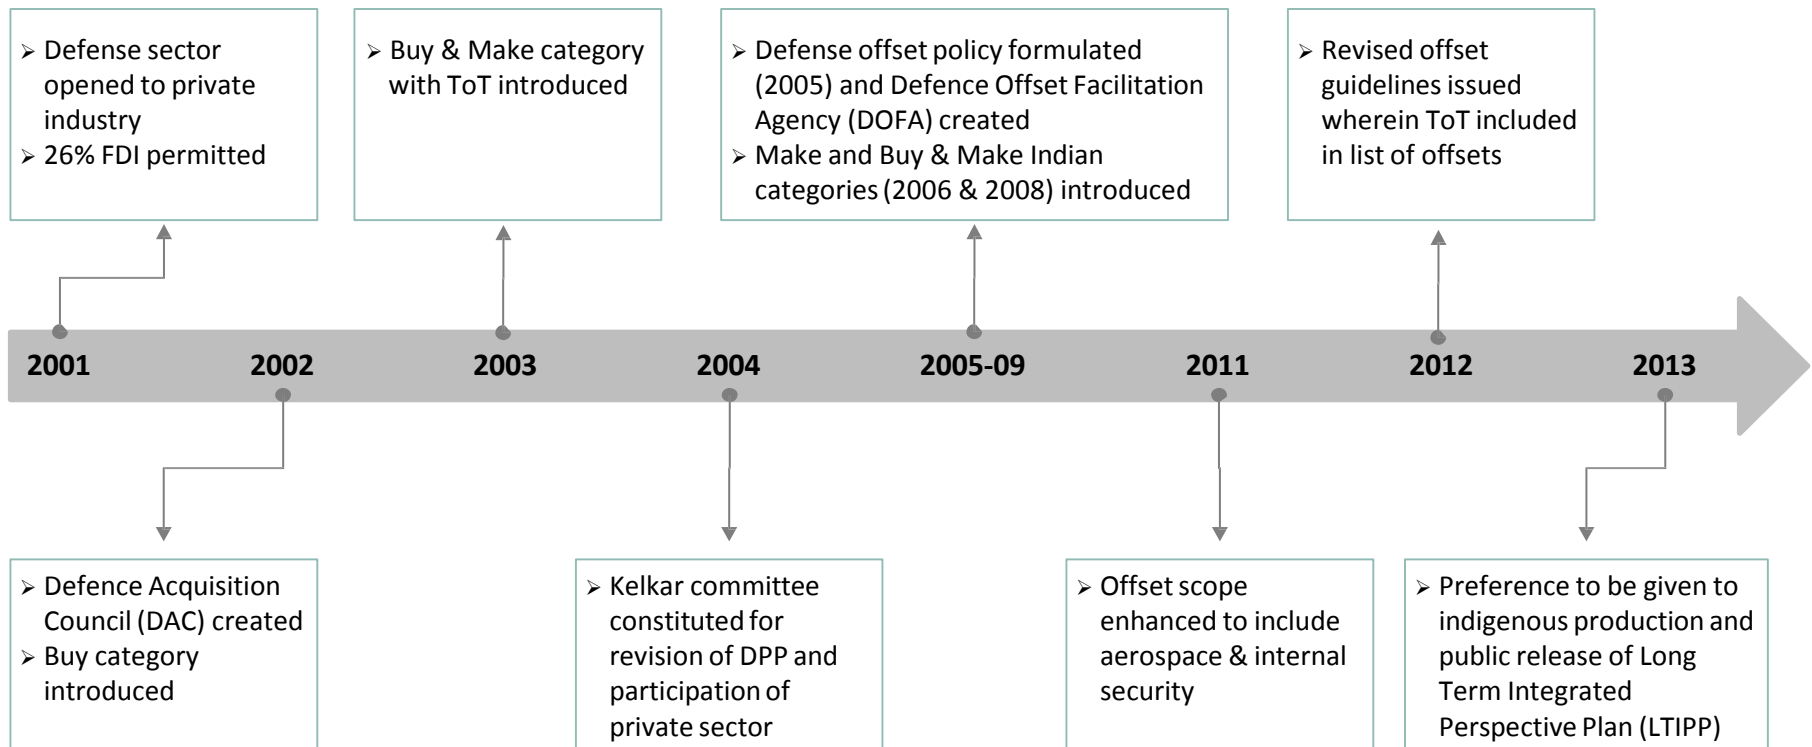 ➢ Defense sector
opened to private
industry
➢ 26% FDI permitted
➢ Buy & Make category
with ToT introduced
➢ Defense offset policy formulated
(2005) and Defence Offset Facilitation
Agency (DOFA) created
➢ Make and Buy & Make Indian
categories (2006 & 2008) introduced
➢ Revised offset
guidelines issued
wherein ToT included
in list of offsets
2001 2002 2003 2004 2005-09 2011 2012 2013
➢ Defence Acquisition
Council (DAC) created
➢ Buy category
introduced
➢ Kelkar committee
constituted for
revision of DPP and
participation of
private sector
➢ Offset scope
enhanced to include
aerospace & internal
security
➢ Preference to be given to
indigenous production and
public release of Long
Term Integrated
Perspective Plan (LTIPP)